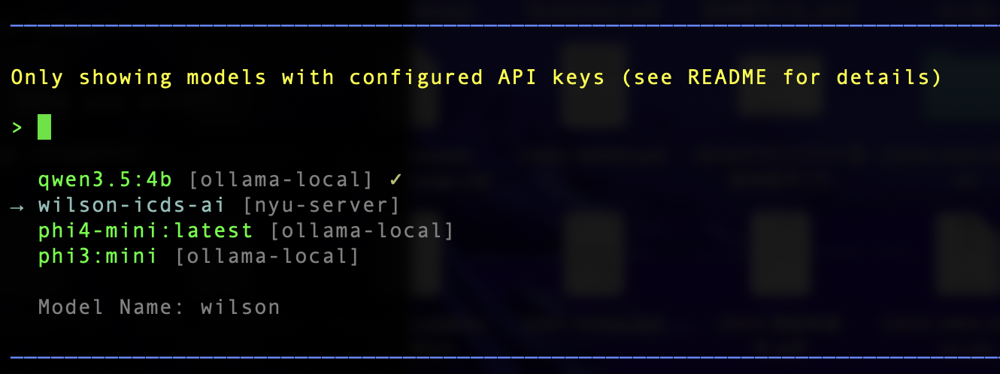 Only showing models with configured API keys (see README for details)
>
qwen3.5:4b [ollama-local] ✓
→ wilson-icds-ai [nyu-server]
phi4-mini:latest [ollama-local]
phi3:mini [ollama-local]
Model Name: wilson